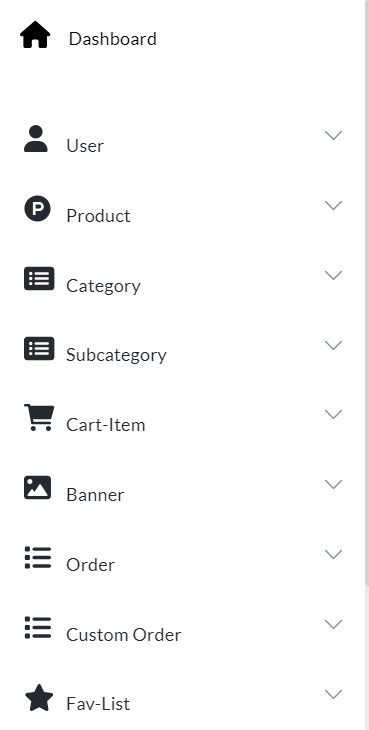 Dashboard
User
Product
Category
Subcategory
Cart-Item
Banner
Order
Custom Order
Fav-List